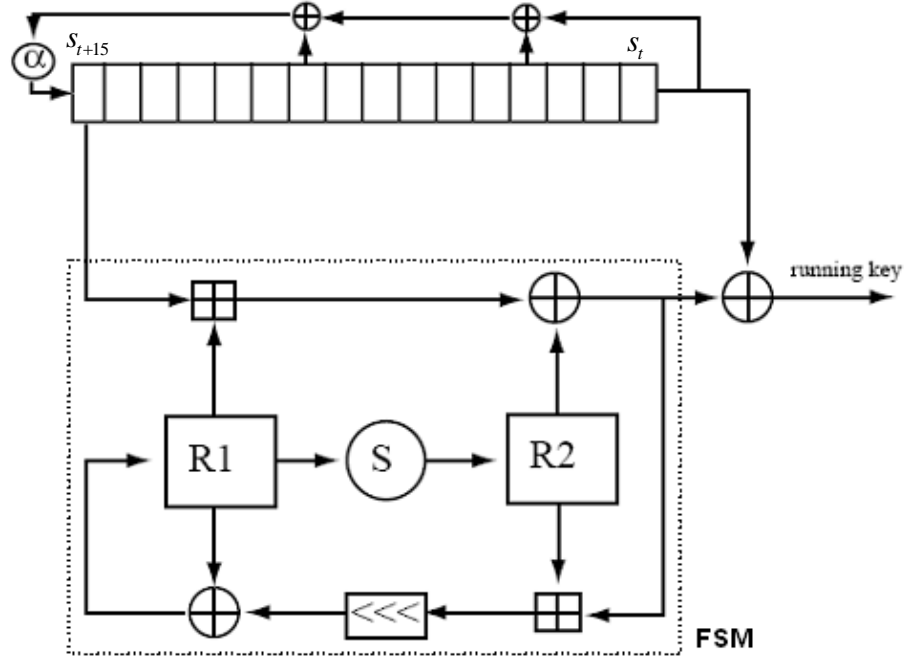 s_{t+15}
s_t
α
running key
R1
S
R2
<<<
FSM